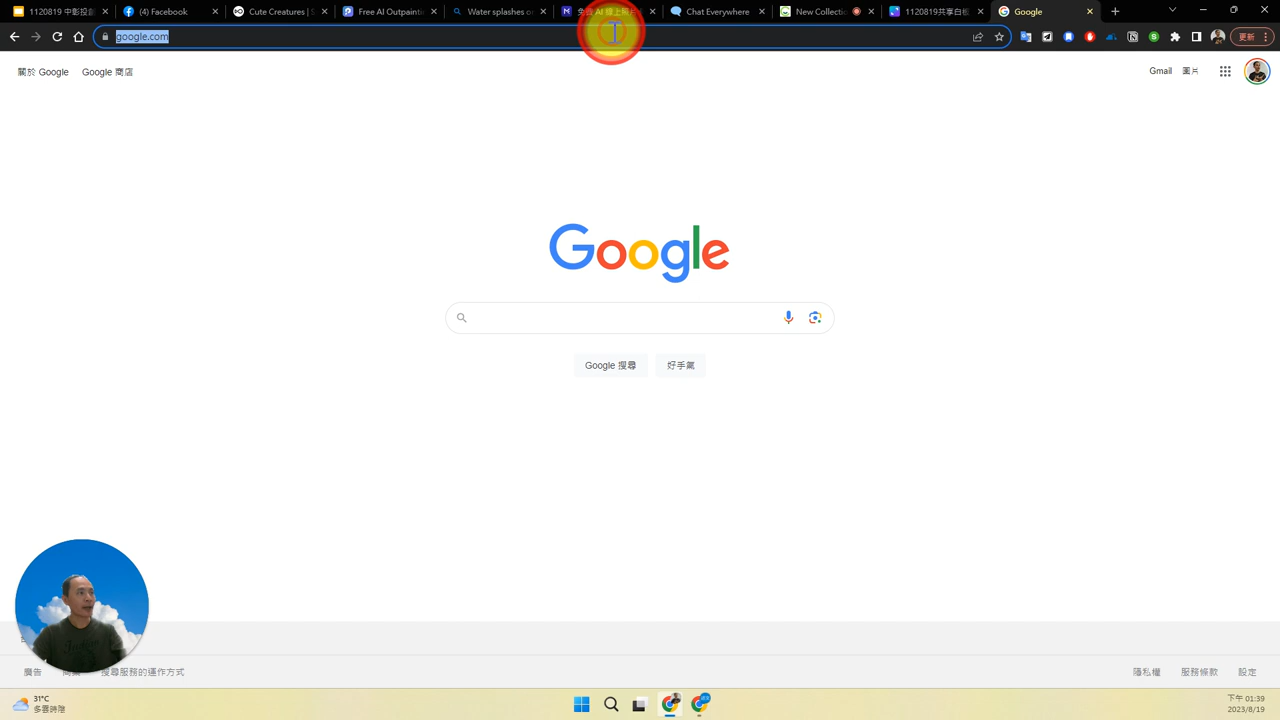 1120819 中彰投創
(4) Facebook
Cute Creatures | S
Free AI Outpainti
Water splashes o
Chat Everywhere
New Collectio
1120819共享白板
Google
google.com
更新
關於 Google
Google 商店
Gmail
圖片
Google
Google 搜尋
好手氣
廣告
搜尋服務的運作方式
隱私權
服務條款
設定
31°C
多雲時陰
下午 01:39
2023/8/19